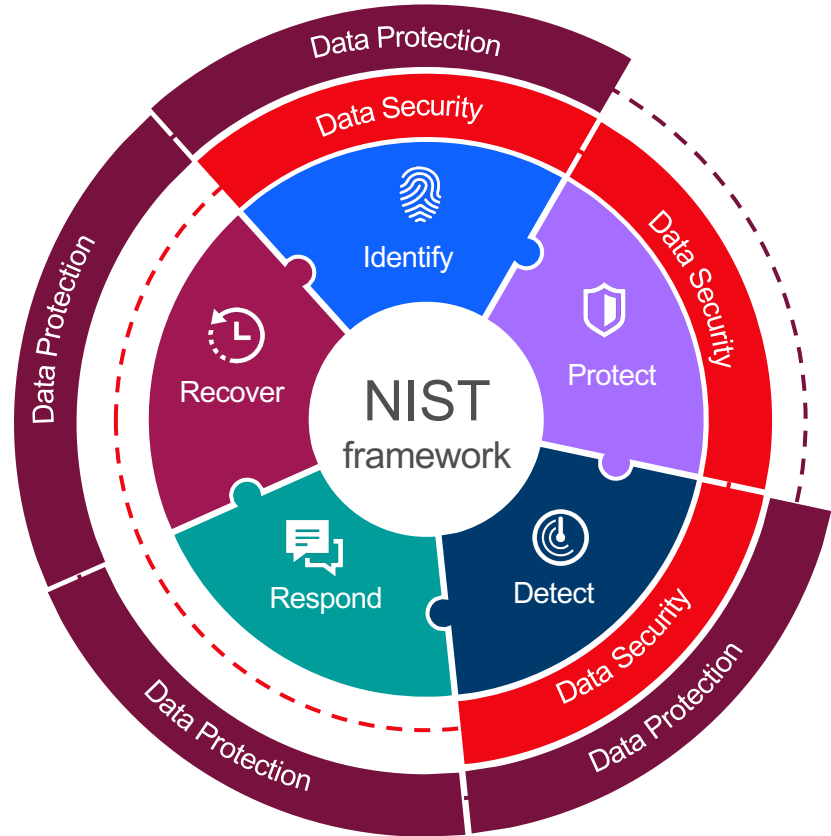 Data Protection
Data Security
Identify
Data Security
Protect
Data Protection
Recover
NIST
framework
Respond
Detect
Data Security
Data Protection
Data Protection